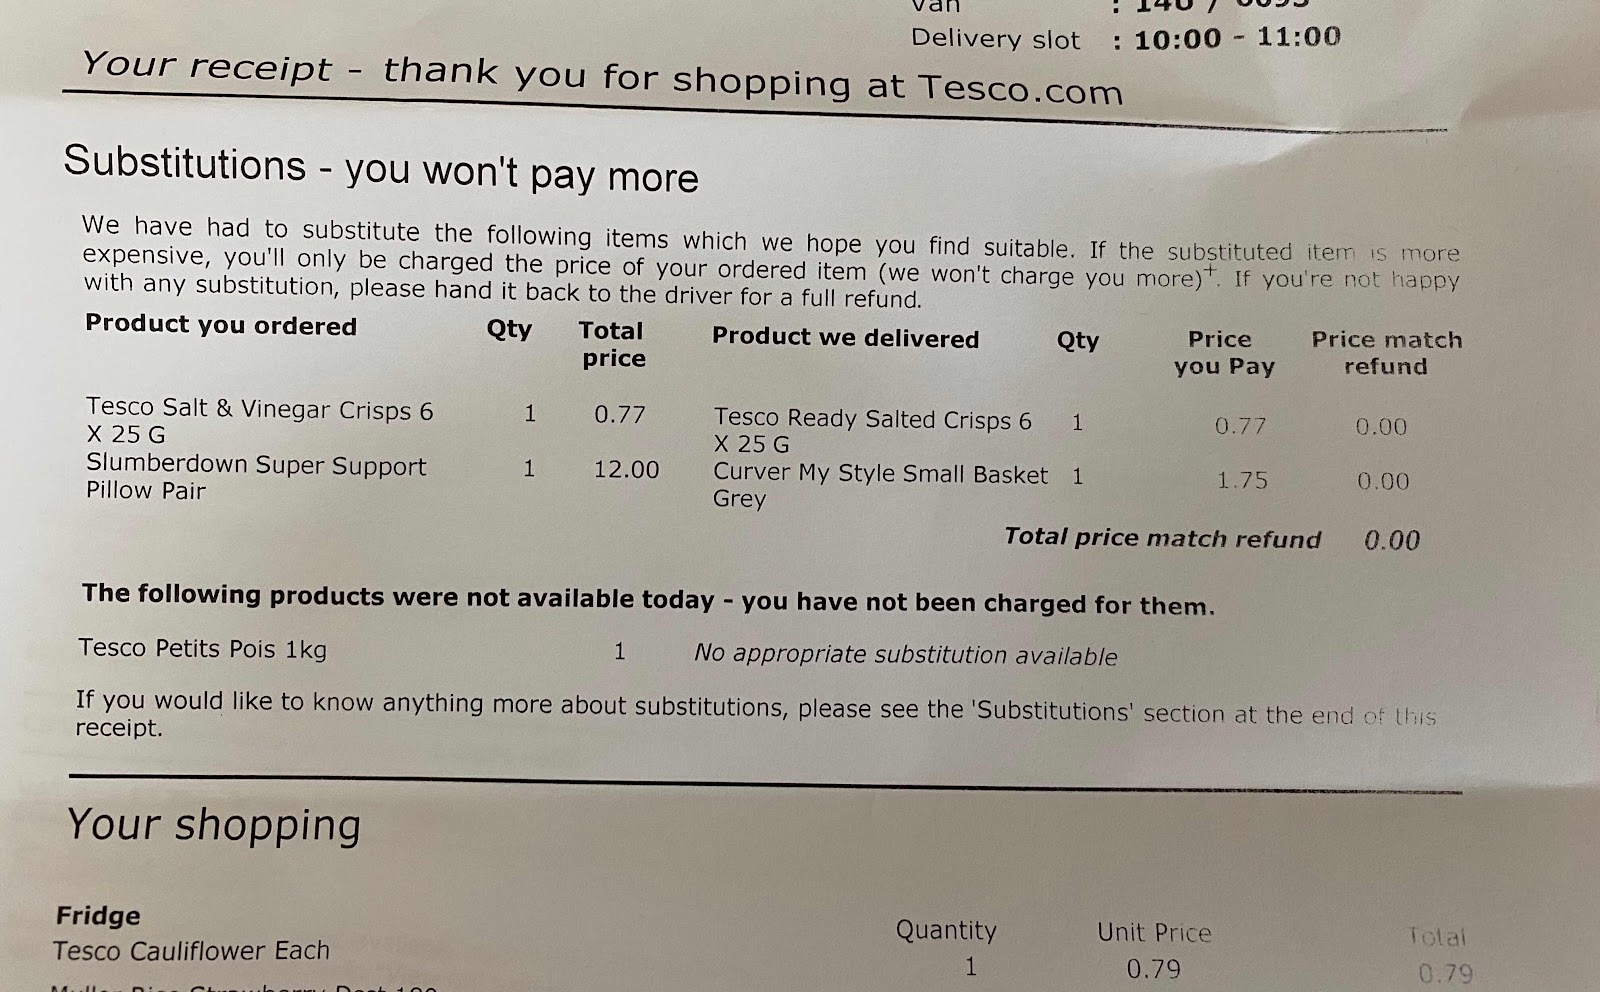 Van
Delivery slot : 10:00 - 11:00
Your receipt - thank you for shopping at Tesco.com
Substitutions - you won't pay more
We have had to substitute the following items which we hope you find suitable. If the substituted item is more
expensive, you'll only be charged the price of your ordered item (we won't charge you more)+. If you're not happy
with any substitution, please hand it back to the driver for a full refund.
Product you ordered Qty Total Product we delivered Qty Price Price match
price you Pay refund
Tesco Salt & Vinegar Crisps 6 1 0.77 Tesco Ready Salted Crisps 6 1 0.77 0.00
X 25 G X 25 G
Slumberdown Super Support 1 12.00 Curver My Style Small Basket 1 1.75 0.00
Pillow Pair Grey
Total price match refund 0.00
The following products were not available today - you have not been charged for them.
Tesco Petits Pois 1kg 1 No appropriate substitution available
If you would like to know anything more about substitutions, please see the 'Substitutions' section at the end of this
receipt.
Your shopping
Fridge Quantity Unit Price Total
Tesco Cauliflower Each 1 0.79 0.79